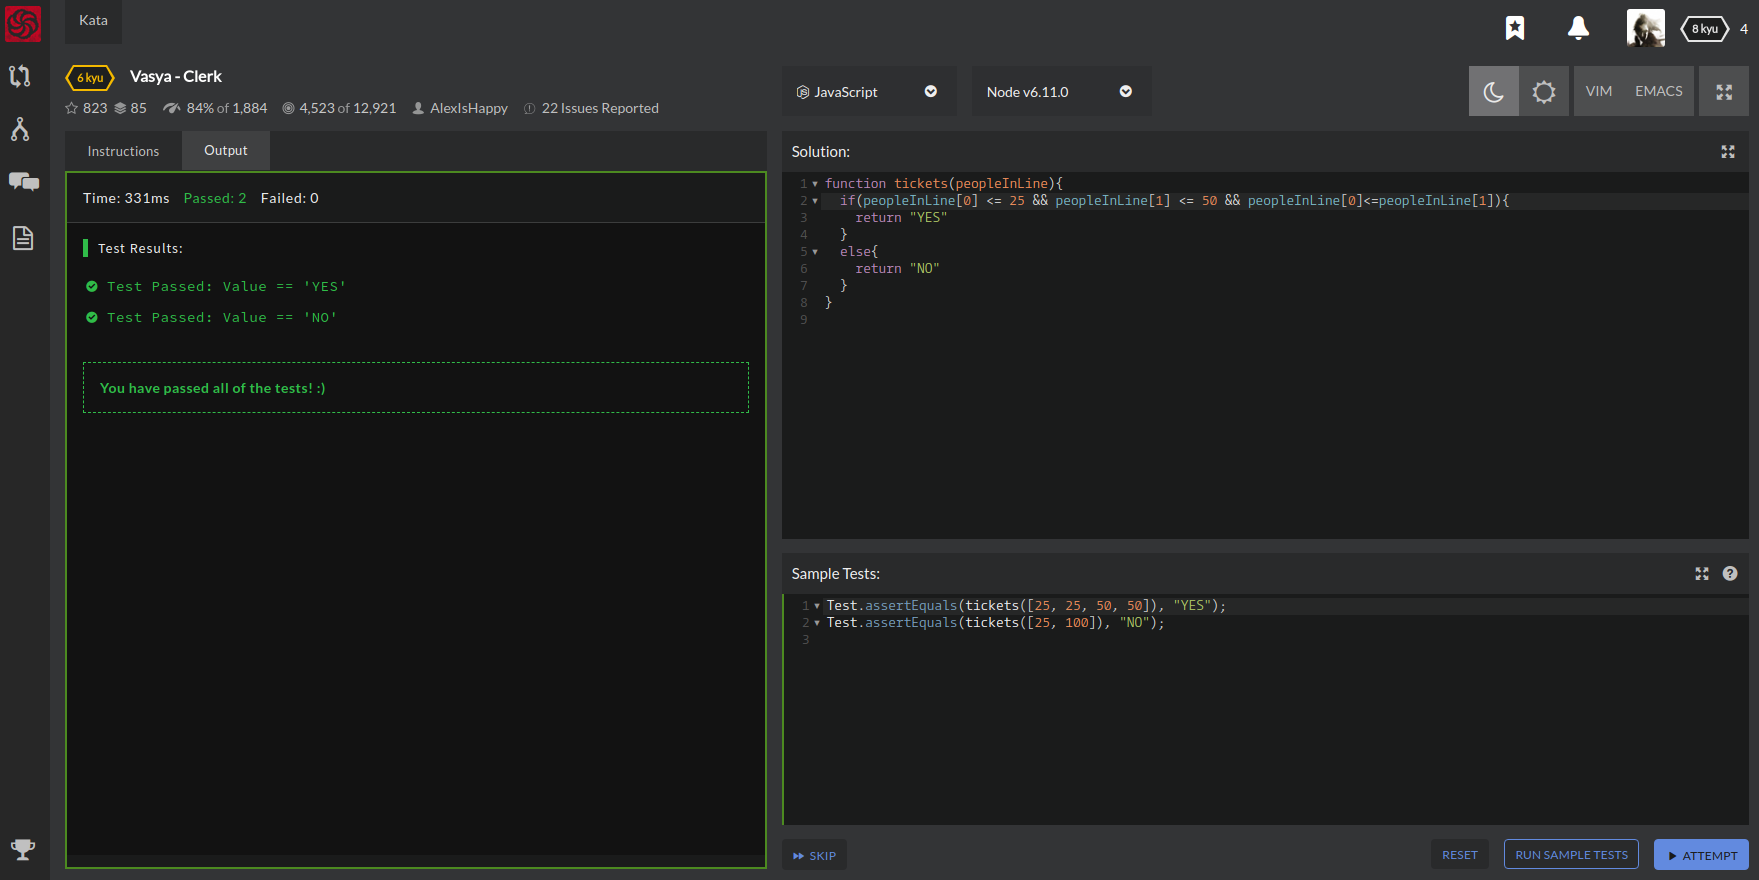 Kata
8 kyu
4
6 kyu
Vasya - Clerk
823 85 84% of 1,884 4,523 of 12,921 AlexIsHappy 22 Issues Reported
JavaScript
Node v6.11.0
VIM
EMACS
Instructions
Output
Time: 331ms Passed: 2 Failed: 0
Test Results:
Test Passed: Value == 'YES'
Test Passed: Value == 'NO'
You have passed all of the tests! :)
Solution:
1 function tickets(peopleInLine){
2 if(peopleInLine[0] <= 25 && peopleInLine[1] <= 50 && peopleInLine[0]<=peopleInLine[1]){
3 return "YES"
4 }
5 else{
6 return "NO"
7 }
8 }
9
Sample Tests:
1 Test.assertEquals(tickets([25, 25, 50, 50]), "YES");
2 Test.assertEquals(tickets([25, 100]), "NO");
3
SKIP
RESET
RUN SAMPLE TESTS
ATTEMPT